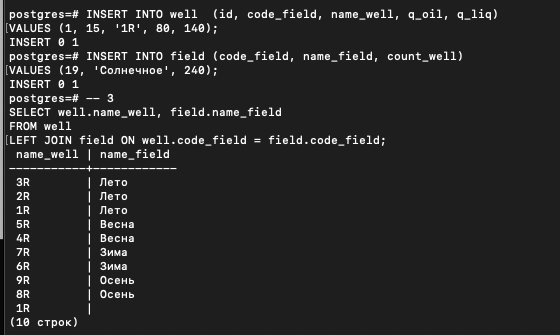 postgres=# INSERT INTO well  (id, code_field, name_well, q_oil, q_liq)
[VALUES (1, 15, '1R', 80, 140);
INSERT 0 1
postgres=# INSERT INTO field (code_field, name_field, count_well)
[VALUES (19, 'Солнечное', 240);
INSERT 0 1
postgres=# -- 3
SELECT well.name_well, field.name_field
FROM well
[LEFT JOIN field ON well.code_field = field.code_field;
 name_well | name_field
-----------+------------
 3R        | Лето
 2R        | Лето
 1R        | Лето
 5R        | Весна
 4R        | Весна
 7R        | Зима
 6R        | Зима
 9R        | Осень
 8R        | Осень
 1R        |
(10 строк)